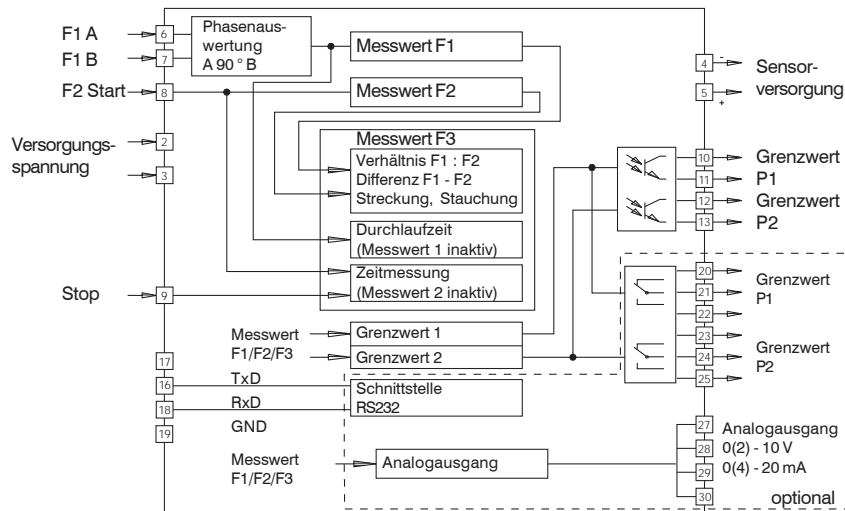 F1 A
6
F1 B
7
Phasenaus-
wertung
A 90 ° B
F2 Start
8
Messwert F1
Messwert F2
Versorgungs-
spannung
2
3
Messwert F3
Verhältnis F1 : F2
Differenz F1 - F2
Streckung, Stauchung
Durchlaufzeit
(Messwert 1 inaktiv)
Zeitmessung
(Messwert 2 inaktiv)
Stop
9
Messwert
F1/F2/F3
Grenzwert 1
Grenzwert 2
17
16
TxD
18
RxD
19
GND
Schnittstelle
RS232
Messwert
F1/F2/F3
Analogausgang
4
-
5
+
Sensor-
versorgung
10
Grenzwert
11
P1
12
Grenzwert
13
P2
20
21
22
Grenzwert
P1
23
24
25
Grenzwert
P2
27
28
29
30
Analogausgang
0(2) - 10 V
0(4) - 20 mA
optional